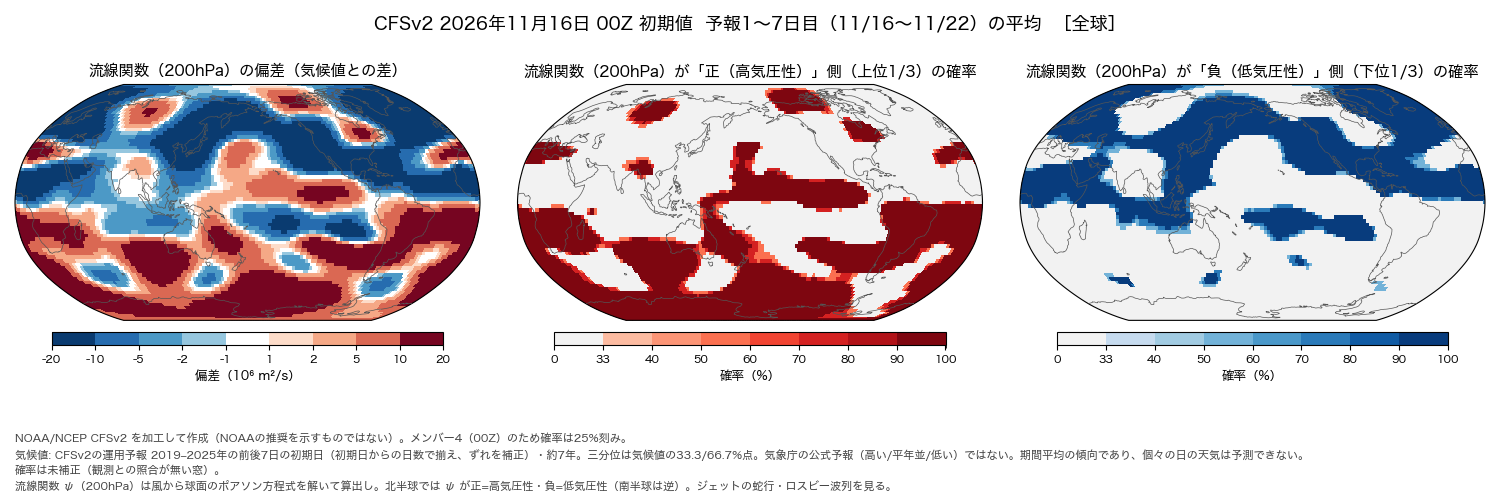 CFSv2 2026年11月16日 00Z 初期値 予報1～7日目（11/16～11/22）の平均 ［全球］
流線関数（200hPa）の偏差（気候値との差）
流線関数（200hPa）が「正（高気圧性）」側（上位1/3）の確率
流線関数（200hPa）が「負（低気圧性）」側（下位1/3）の確率
-20 -10 -5 -2 -1 1 2 5 10 20
偏差（10⁶ m²/s）
0 33 40 50 60 70 80 90 100
確率（%）
0 33 40 50 60 70 80 90 100
確率（%）
NOAA/NCEP CFSv2 を加工して作成（NOAAの推奨を示すものではない）。メンバー4（00Z）のため確率は25%刻み。
気候値: CFSv2の運用予報 2019–2025年の前後7日の初期日（初期日からの日数で揃え、ずれを補正）・約7年。三分位は気候値の33.3/66.7%点。気象庁の公式予報（高い/平年並/低い）ではない。期間平均の傾向であり、個々の日の天気は予測できない。
確率は未補正（観測との照合が無い窓）。
流線関数 ψ（200hPa）は風から球面のポアソン方程式を解いて算出し。北半球では ψ が正=高気圧性・負=低気圧性（南半球は逆）。ジェットの蛇行・ロスビー波列を見る。